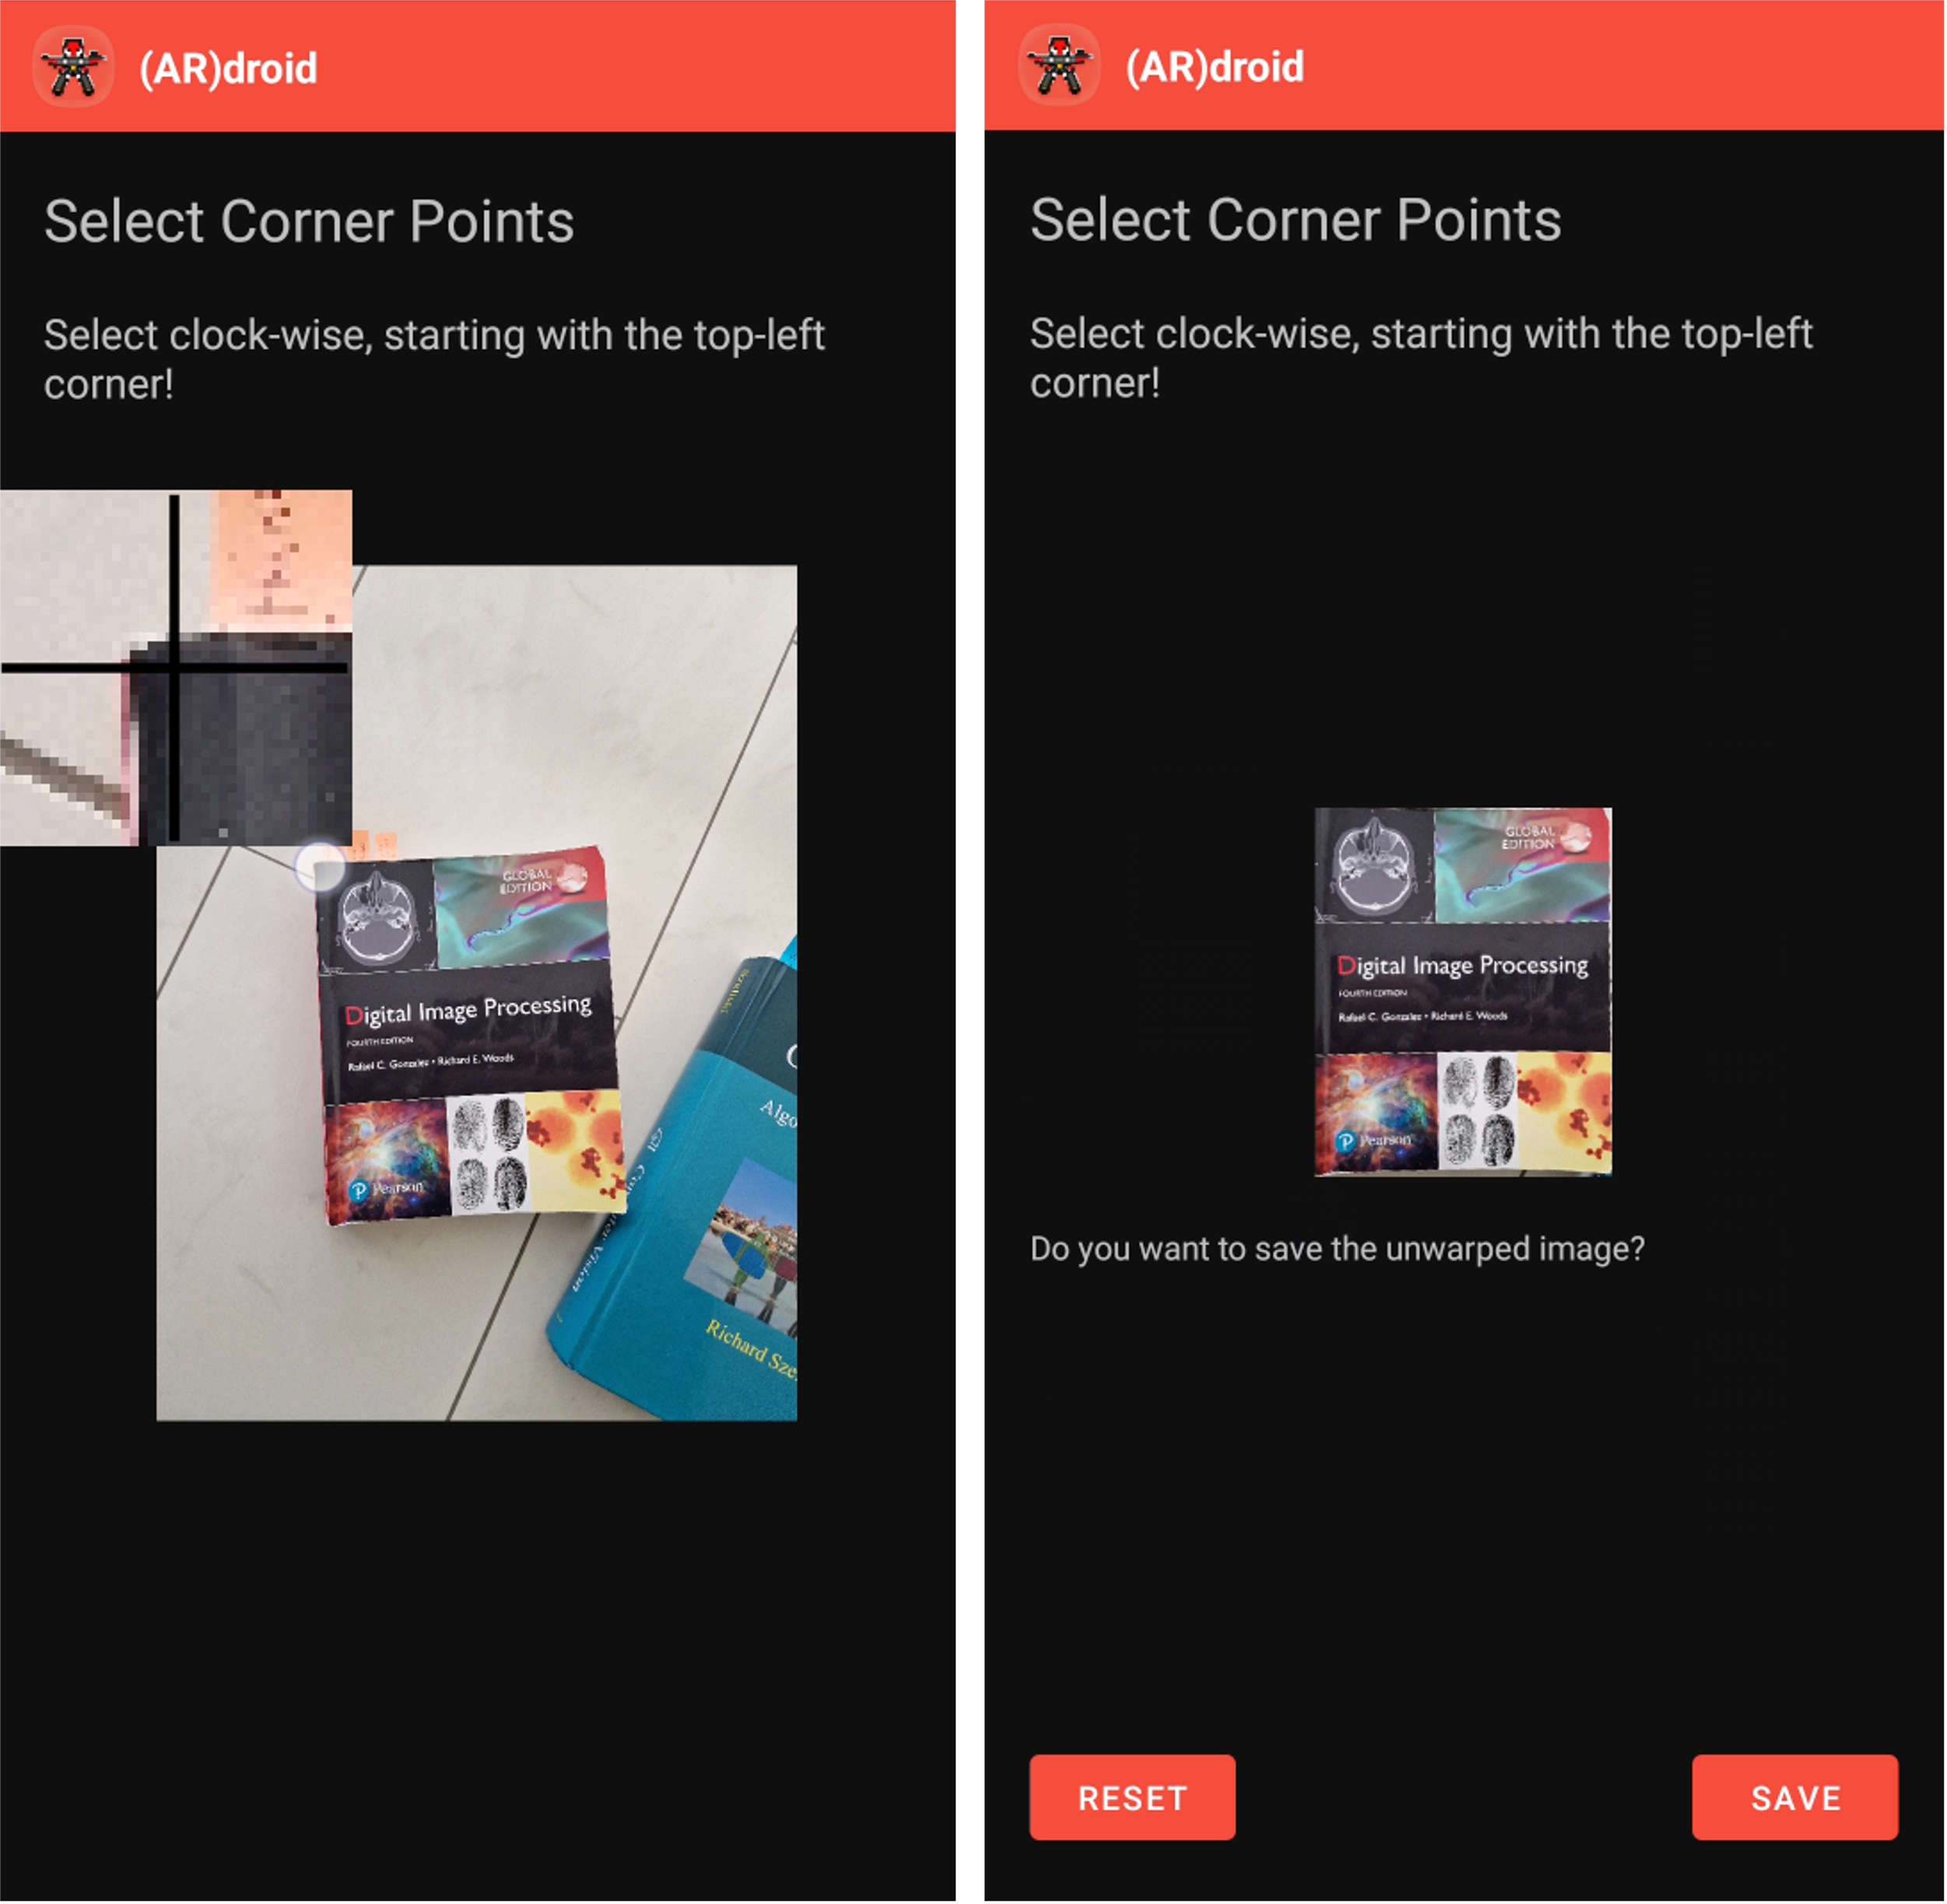 (AR)droid
Select Corner Points
Select clock-wise, starting with the top-left
corner!
GLOBAL
EDITION
Digital Image Processing
FOURTH EDITION
Rafael C. Gonzalez • Richard E. Woods
Pearson
Algo
Richard Sze
Vision
(AR)droid
Select Corner Points
Select clock-wise, starting with the top-left
corner!
GLOBAL
EDITION
Digital Image Processing
FOURTH EDITION
Rafael C. Gonzalez • Richard E. Woods
Pearson
Do you want to save the unwarped image?
RESET
SAVE